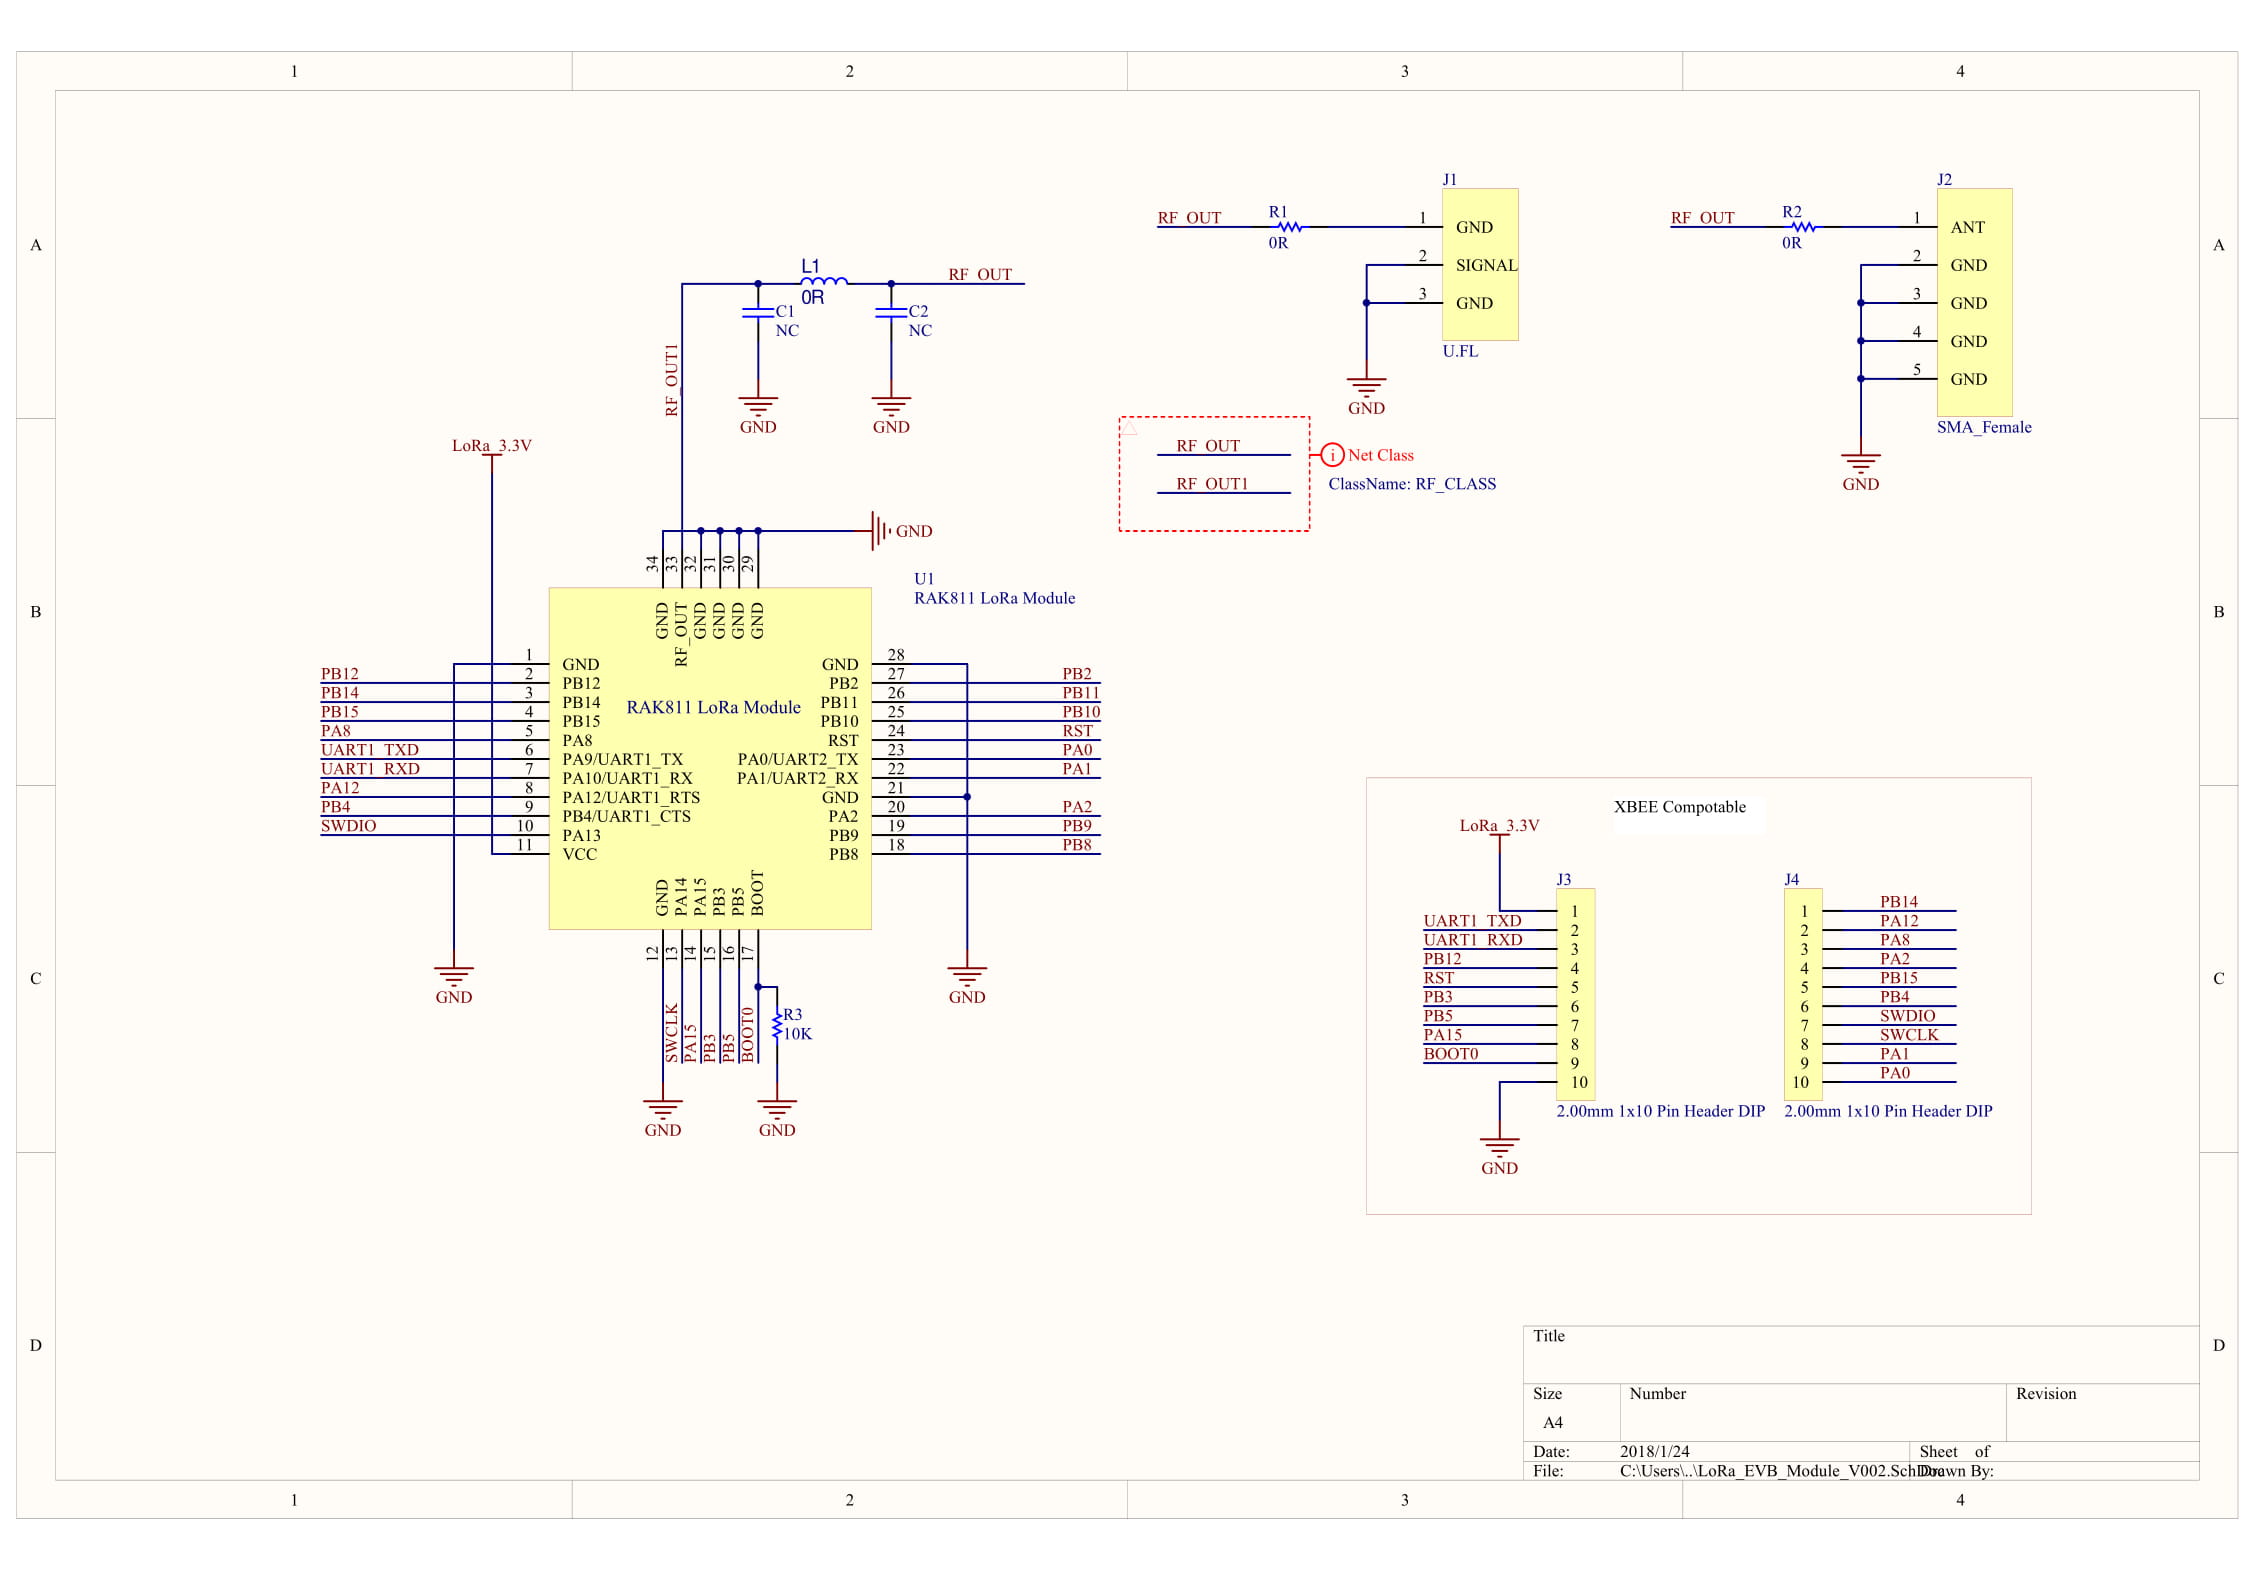 1 2 3 4
A A
J1
RF_OUT R1 1 GND
0R
2 SIGNAL
3 GND
U.FL
GND
J2
RF_OUT R2 1 ANT
0R
2 GND
3 GND
4 GND
5 GND
SMA_Female
GND
L1 RF_OUT
0R
C1 C2
NC NC
RF_OUT1
GND GND
RF_OUT
RF_OUT1
i Net Class
ClassName: RF_CLASS
LoRa_3.3V
GND
34 33 32 31 30 29
U1
RAK811 LoRa Module
B B
GND RF_OUT GND GND GND GND
RAK811 LoRa Module
1 GND GND 28
PB12 2 PB12 PB2 27 PB2
PB14 3 PB14 PB11 26 PB11
PB15 4 PB15 PB10 25 PB10
PA8 5 PA8 RST 24 RST
UART1_TXD 6 PA9/UART1_TX PA0/UART2_TX 23 PA0
UART1_RXD 7 PA10/UART1_RX PA1/UART2_RX 22 PA1
PA12 8 PA12/UART1_RTS GND 21
PB4 9 PB4/UART1_CTS PA2 20 PA2
SWDIO 10 PA13 PB9 19 PB9
11 VCC PB8 18 PB8
GND PA14 PA15 PB3 PB5 BOOT
12 13 14 15 16 17
GND GND
C C
SWCLK PA15 PB3 PB5 BOOT0
R3
10K
GND GND
XBEE Compotable
LoRa_3.3V
J3
1
UART1_TXD 2
UART1_RXD 3
PB12 4
RST 5
PB3 6
PB5 7
PA15 8
BOOT0 9
10
2.00mm 1x10 Pin Header DIP
GND
J4
1 PB14
2 PA12
3 PA8
4 PA2
5 PB15
6 PB4
7 SWDIO
8 SWCLK
9 PA1
10 PA0
2.00mm 1x10 Pin Header DIP
D D
Title
Size Number Revision
A4
Date: 2018/1/24 Sheet of
File: C:\Users\..\LoRa_EVB_Module_V002.SchDoc Drawn By:
1 2 3 4